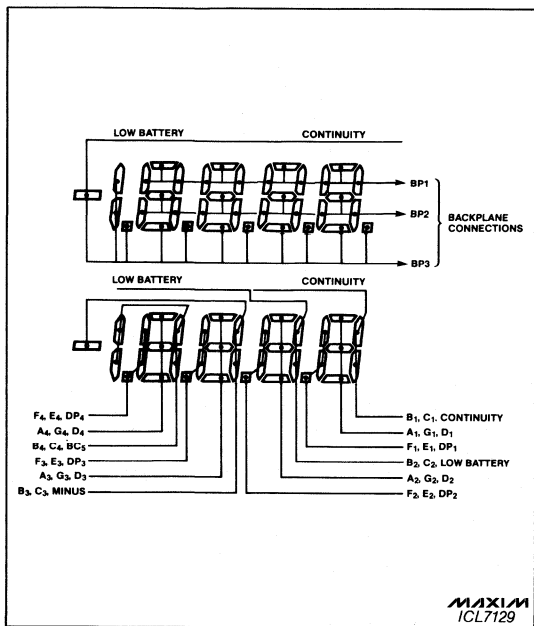 LOW BATTERY CONTINUITY
BP1
BP2
BACKPLANE
CONNECTIONS
BP3
LOW BATTERY CONTINUITY
F4, E4, DP4
A4, G4, D4
B4, C4, BC5
F3, E3, DP3
A3, G3, D3
B3, C3, MINUS
B1, C1, CONTINUITY
A1, G1, D1
F1, E1, DP1
B2, C2, LOW BATTERY
A2, G2, D2
F2, E2, DP2
MAXIM
ICL7129